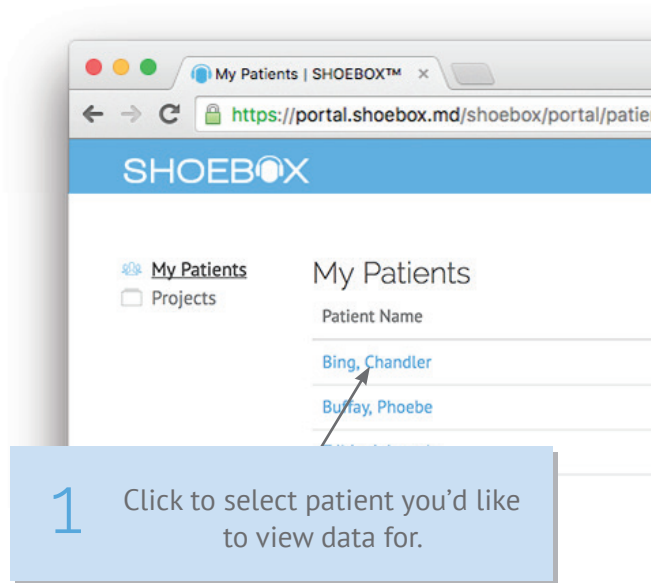 My Patients | SHOEBOX™ ×
https://portal.shoebox.md/shoebox/portal/patie
SHOEBOX
My Patients
Projects
My Patients
Patient Name
Bing, Chandler
Buffay, Phoebe
1
Click to select patient you’d like
to view data for.